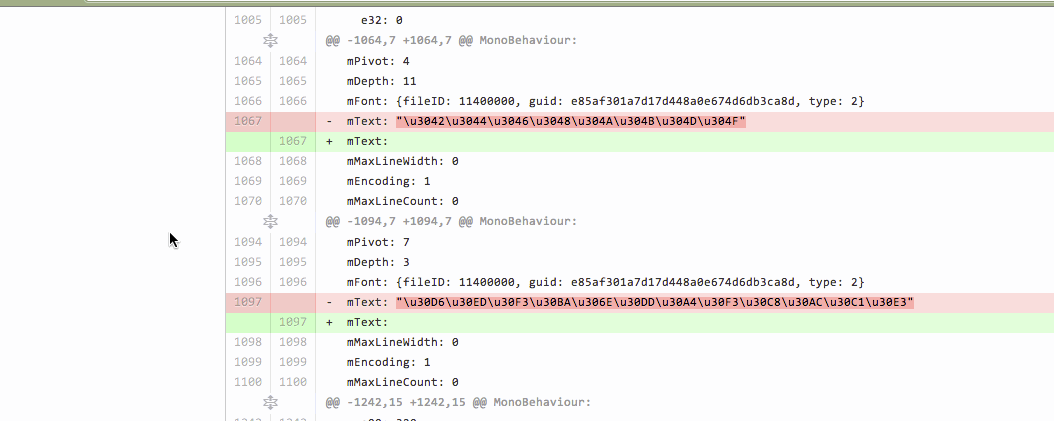 1005 1005 e32: 0
@@ -1064,7 +1064,7 @@ MonoBehaviour:
1064 1064 mPivot: 4
1065 1065 mDepth: 11
1066 1066 mFont: {fileID: 11400000, guid: e85af301a7d17d448a0e674d6db3ca8d, type: 2}
1067 - mText: "\u3042\u3044\u3046\u3048\u304A\u304B\u304D\u304F"
1067 + mText:
1068 1068 mMaxLineWidth: 0
1069 1069 mEncoding: 1
1070 1070 mMaxLineCount: 0
@@ -1094,7 +1094,7 @@ MonoBehaviour:
1094 1094 mPivot: 7
1095 1095 mDepth: 3
1096 1096 mFont: {fileID: 11400000, guid: e85af301a7d17d448a0e674d6db3ca8d, type: 2}
1097 - mText: "\u30D6\u30ED\u30F3\u30BA\u306E\u30DD\u30A4\u30F3\u30C8\u30AC\u30C1\u30E3"
1097 + mText:
1098 1098 mMaxLineWidth: 0
1099 1099 mEncoding: 1
1100 1100 mMaxLineCount: 0
@@ -1242,15 +1242,15 @@ MonoBehaviour: